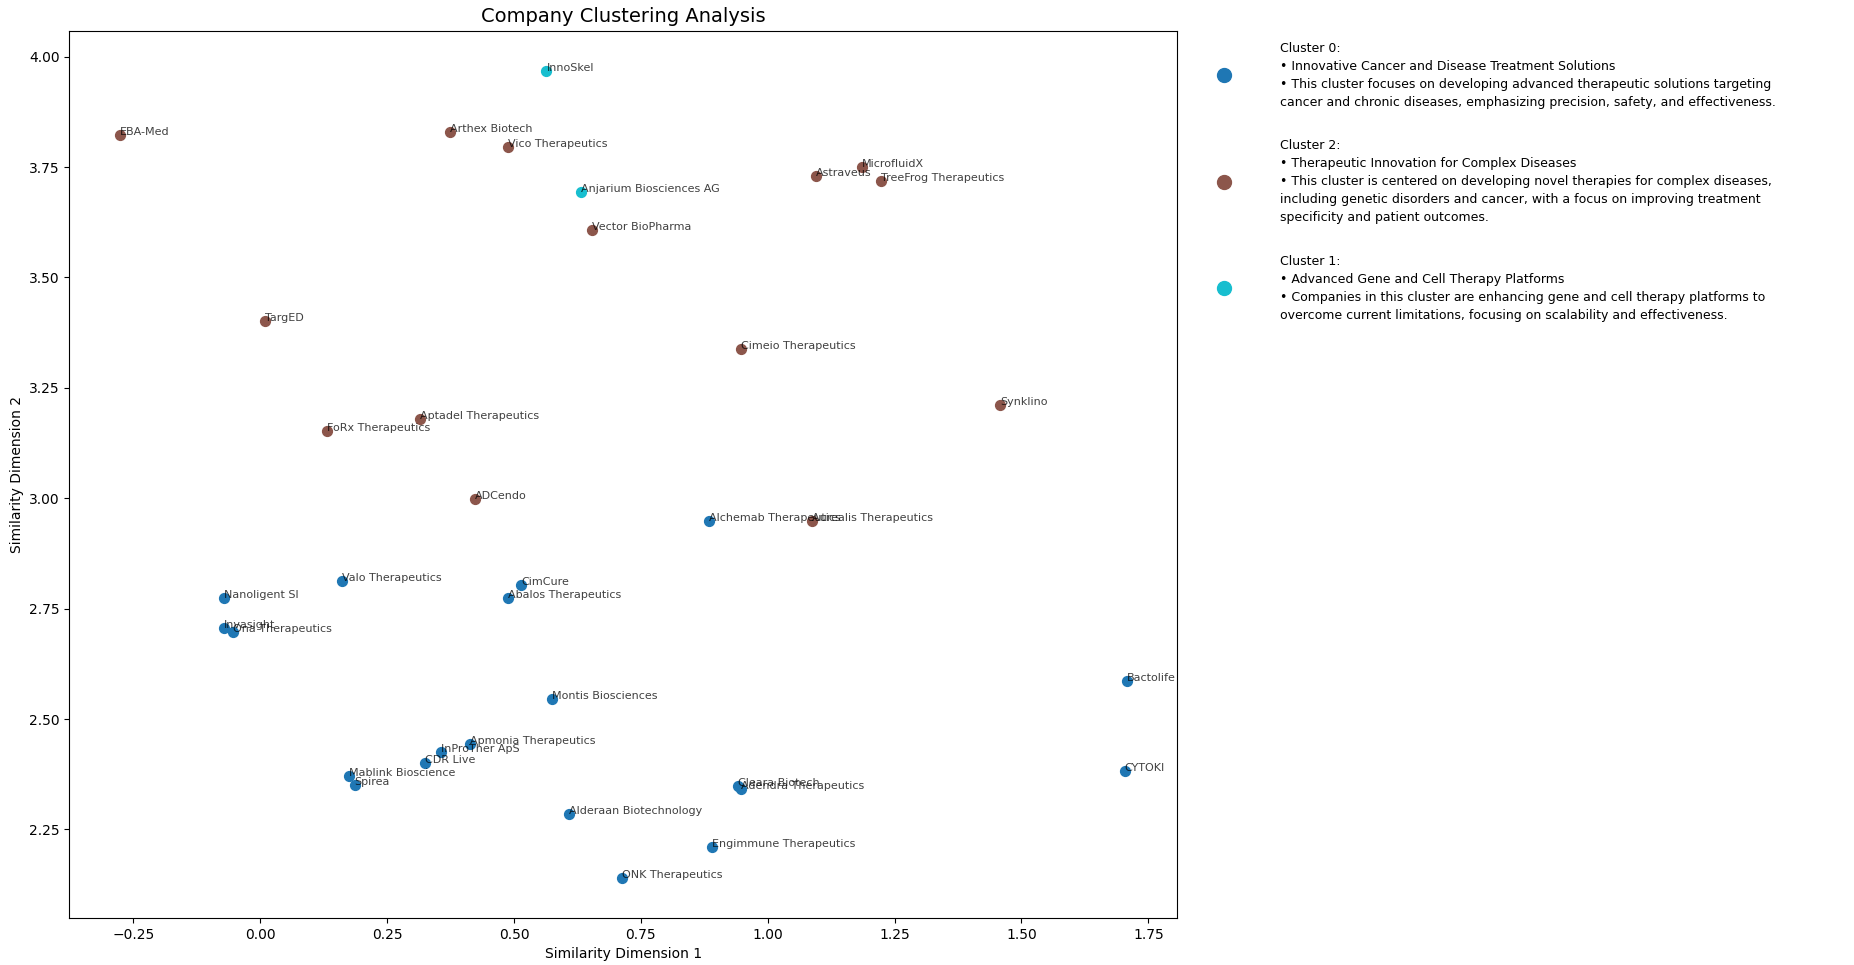 Company Clustering Analysis
Cluster 0:
• Innovative Cancer and Disease Treatment Solutions
• This cluster focuses on developing advanced therapeutic solutions targeting
cancer and chronic diseases, emphasizing precision, safety, and effectiveness.
Cluster 2:
• Therapeutic Innovation for Complex Diseases
• This cluster is centered on developing novel therapies for complex diseases,
including genetic disorders and cancer, with a focus on improving treatment
specificity and patient outcomes.
Cluster 1:
• Advanced Gene and Cell Therapy Platforms
• Companies in this cluster are enhancing gene and cell therapy platforms to
overcome current limitations, focusing on scalability and effectiveness.
Similarity Dimension 2
4.00
3.75
3.50
3.25
3.00
2.75
2.50
2.25
InnoSkel
EBA-Med
Arthex Biotech
Vico Therapeutics
MicrofluidX
Astraveus
TreeFrog Therapeutics
Anjarium Biosciences AG
Vector BioPharma
TargED
Cimeio Therapeutics
Synklino
Aptadel Therapeutics
FoRx Therapeutics
ADCendo
Alchemab Therapeutics
Aurealis Therapeutics
Valo Therapeutics
CimCure
Nanoligent SI
Abalos Therapeutics
Invasight
Ona Therapeutics
Bactolife
Montis Biosciences
Apmonia Therapeutics
InProTher ApS
CDR Live
CYTOKI
Mablink Bioscience
Spirea
Cleara Biotech
Therapeutics
Alderaan Biotechnology
Engimmune Therapeutics
ONK Therapeutics
−0.25
0.00
0.25
0.50
0.75
1.00
1.25
1.50
1.75
Similarity Dimension 1